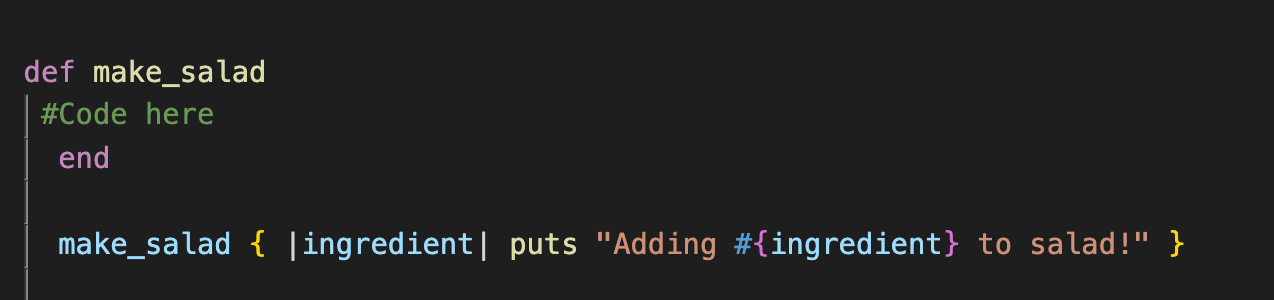 def make_salad
#Code here
end
make_salad { |ingredient| puts "Adding #{ingredient} to salad!" }